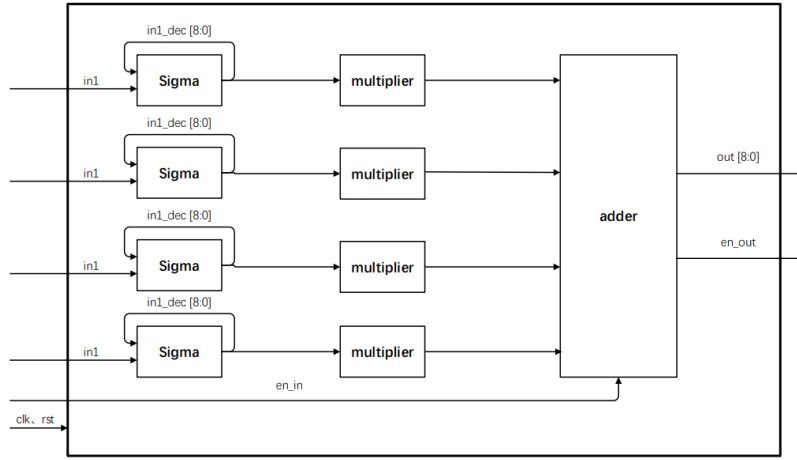 in1_dec [8:0]
in1
Sigma
multiplier
in1_dec [8:0]
in1
Sigma
multiplier
out [8:0]
adder
in1_dec [8:0]
in1
Sigma
multiplier
en_out
in1_dec [8:0]
in1
Sigma
multiplier
en_in
clk、rst